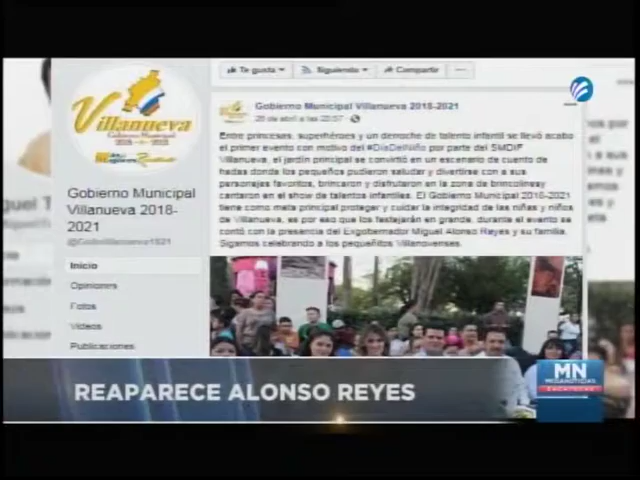 Te gusta Siguiendo Compartir
Villanueva
Gobierno Municipal
Gobierno Municipal Villanueva 2018-2021
Entre princesas, superhéroes y un derroche de talento infantil se llevó acabo
el primer evento con motivo del #DíaDelNiño por parte del SMDIF
Villanueva, el jardín principal se convirtió en un escenario de cuento de
hadas donde los pequeños pudieron saludar y divertirse con a sus
personajes favoritos, brincaron y disfrutaron en la zona de brincolines y
cantaron en el show de talentos infantiles. El Gobierno Municipal 2018-2021
tiene como meta principal proteger y cuidar la integridad de las niñas y niños
de Villanueva, es por eso que los festejarán en grande, durante el evento se
contó con la presencia del Exgobernador Miguel Alonso Reyes y su familia.
Sigamos celebrando a los pequeñitos Villanovenses.
Gobierno Municipal
Villanueva 2018-
2021
Inicio
Opiniones
Fotos
Videos
Publicaciones
REAPARECE ALONSO REYES
MN
MEGANOTICIAS
ZACATECAS